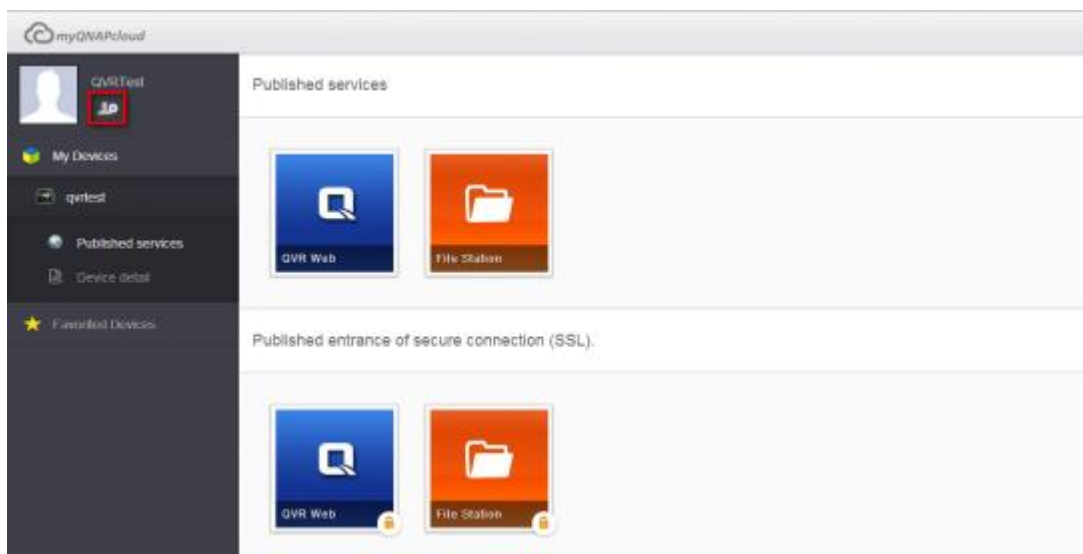 myQNAPcloud
QVRTest
My Devices
qvrtest
Published services
Device detail
Favorited Devices
Published services
QVR Web
File Station
Published entrance of secure connection (SSL).
QVR Web
File Station